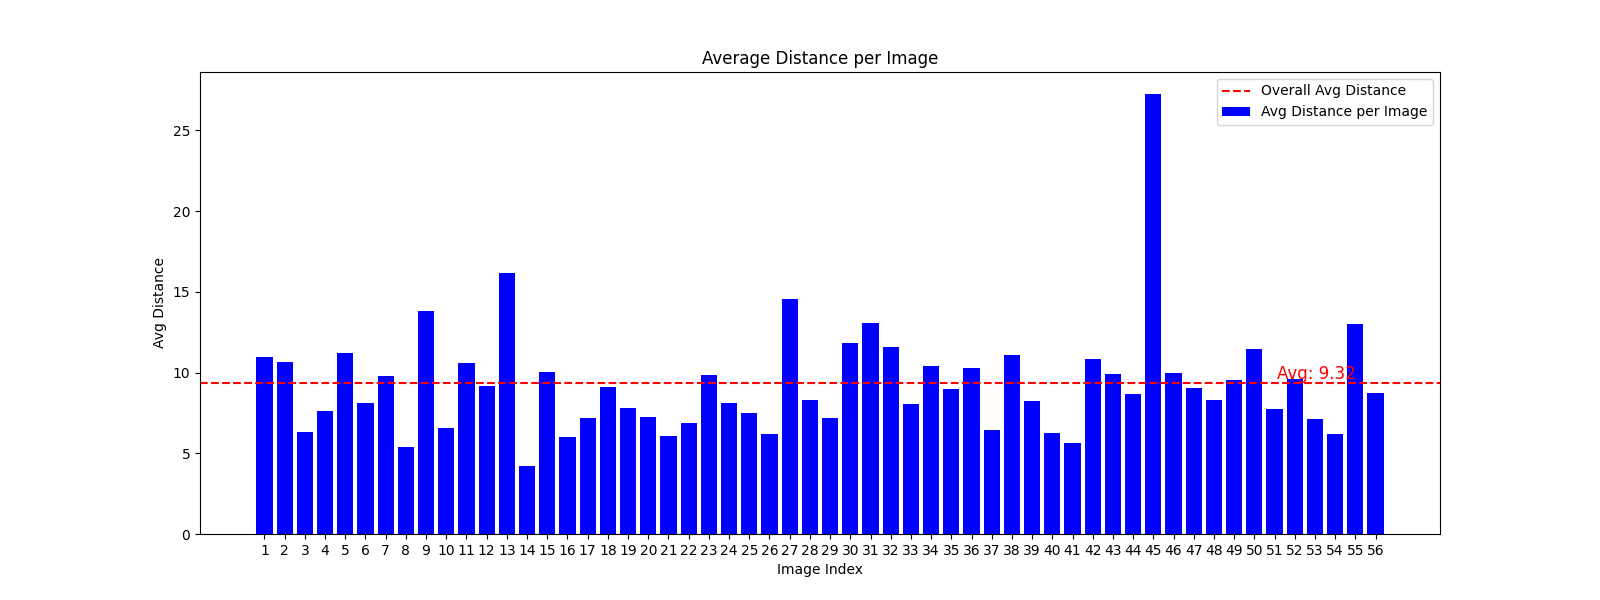 Average Distance per Image
Overall Avg Distance
Avg Distance per Image
25
20
15
10
5
0
Avg Distance
Avg: 9.32
1 2 3 4 5 6 7 8 9 10 11 12 13 14 15 16 17 18 19 20 21 22 23 24 25 26 27 28 29 30 31 32 33 34 35 36 37 38 39 40 41 42 43 44 45 46 47 48 49 50 51 52 53 54 55 56
Image Index